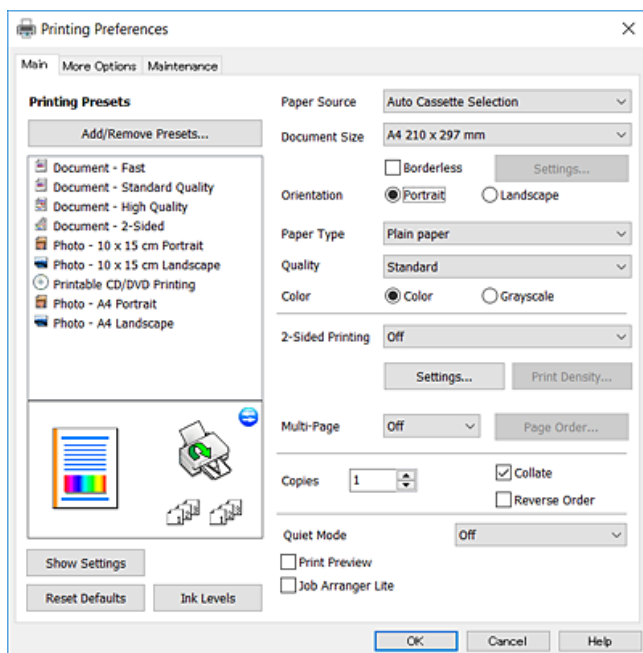 Printing Preferences
Main
More Options
Maintenance
Printing Presets
Add/Remove Presets...
Document - Fast
Document - Standard Quality
Document - High Quality
Document - 2-Sided
Photo - 10 x 15 cm Portrait
Photo - 10 x 15 cm Landscape
Printable CD/DVD Printing
Photo - A4 Portrait
Photo - A4 Landscape
Show Settings
Reset Defaults
Ink Levels
Paper Source
Auto Cassette Selection
Document Size
A4 210 x 297 mm
Borderless
Settings...
Orientation
Portrait
Landscape
Paper Type
Plain paper
Quality
Standard
Color
Color
Grayscale
2-Sided Printing
Off
Settings...
Print Density...
Multi-Page
Off
Page Order...
Copies
1
Collate
Reverse Order
Quiet Mode
Off
Print Preview
Job Arranger Lite
OK
Cancel
Help